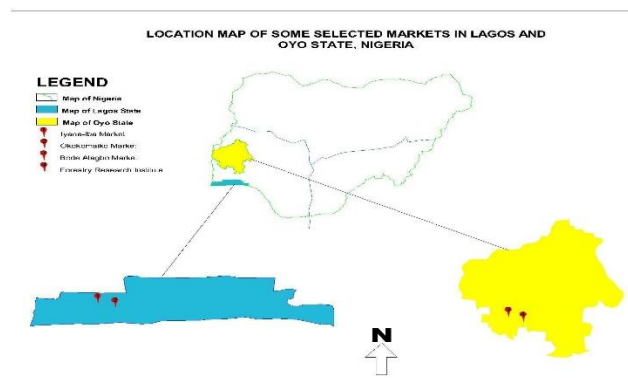 LOCATION MAP OF SOME SELECTED MARKETS IN LAGOS AND
OYO STATE, NIGERIA
LEGEND
Map of Nigeria
Map of Lagos State
Map of Oyo State
Iyana-Iba Market
Okokomaiko Market
Bode Market
Forestry Research Institute
N